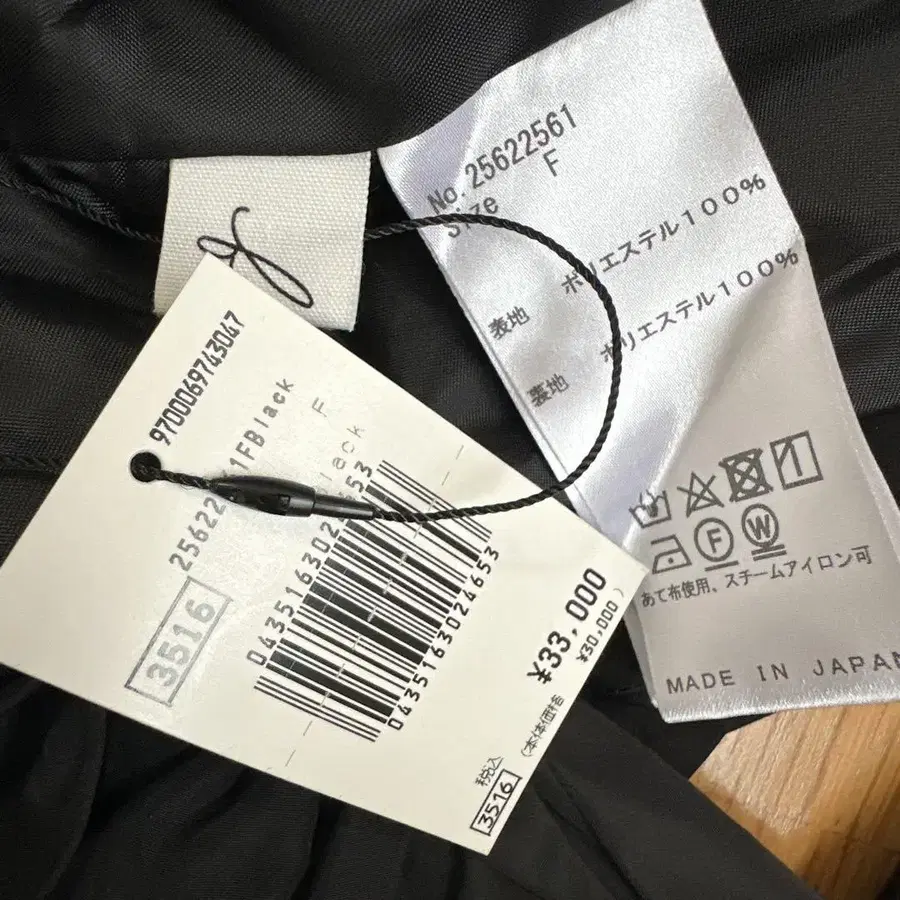 No.25622561
Size F
表地 ポリエステル100%
裏地 ポリエステル100%
F
W
あて布使用、スチームアイロン可
MADE IN JAPAN
g
9700069743047
1FBlack
F
3516
0435163024653
¥33,000
¥30,000)
税込 (本体価格
3516